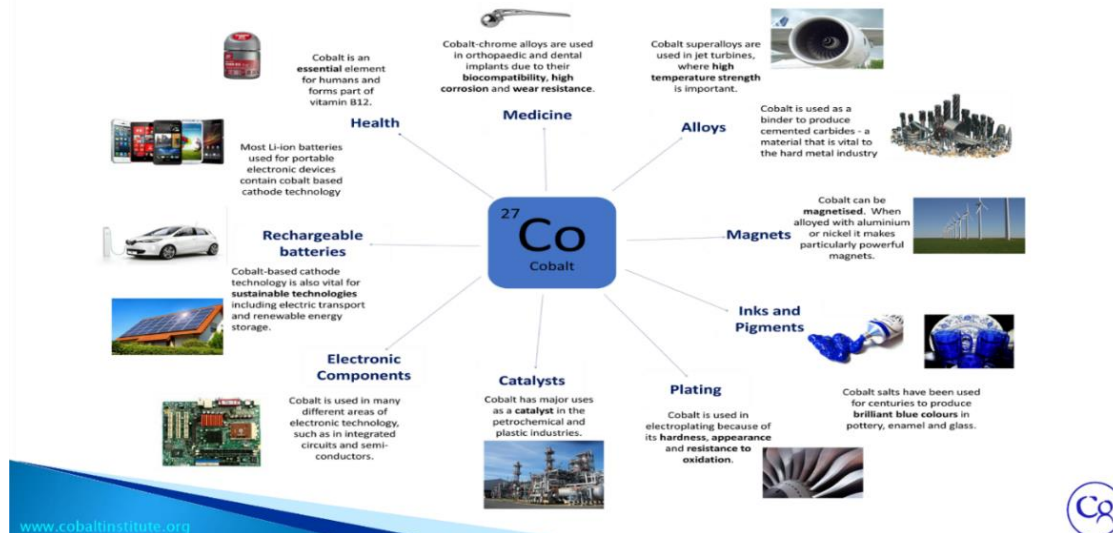 Cobalt is an
essential element
for humans and
forms part of
vitamin B12.
Health
Cobalt-chrome alloys are used
in orthopaedic and dental
implants due to their
biocompatibility, high
corrosion and wear resistance.
Medicine
Cobalt superalloys are
used in jet turbines,
where high
temperature strength
is important.
Alloys
Cobalt is used as a
binder to produce
cemented carbides - a
material that is vital to
the hard metal industry
Most Li-ion batteries
used for portable
electronic devices
contain cobalt based
cathode technology
Rechargeable
batteries
Cobalt-based cathode
technology is also vital for
sustainable technologies
including electric transport
and renewable energy
storage.
27
Co
Cobalt
Cobalt can be
magnetised. When
alloyed with aluminium
or nickel it makes
particularly powerful
magnets.
Magnets
Inks and
Pigments
Cobalt salts have been used
for centuries to produce
brilliant blue colours in
pottery, enamel and glass.
Electronic
Components
Cobalt is used in many
different areas of
electronic technology,
such as in integrated
circuits and semi-
conductors.
Catalysts
Cobalt has major uses
as a catalyst in the
petrochemical and
plastic industries.
Plating
Cobalt is used in
electroplating because of
its hardness, appearance
and resistance to
oxidation.
www.cobaltinstitute.org